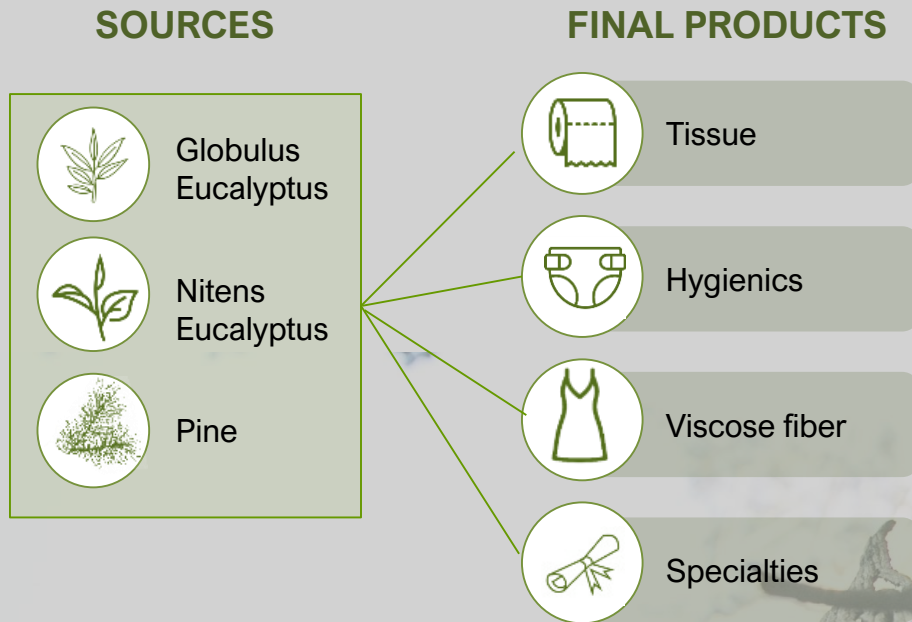 SOURCES
Globulus
Eucalyptus
Nitens
Eucalyptus
Pine
FINAL PRODUCTS
Tissue
Hygienics
Viscose fiber
Specialties